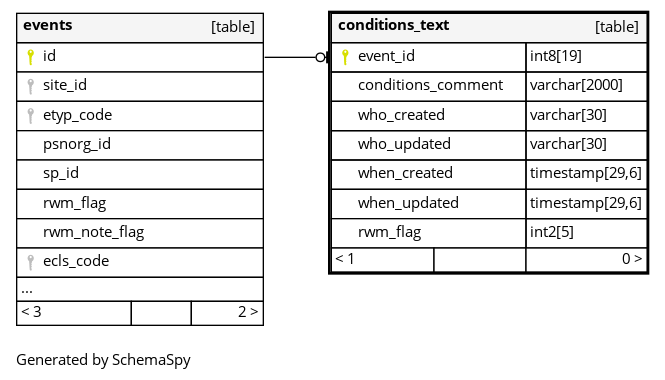 events [table]
id
site_id
etyp_code
psnorg_id
sp_id
rwm_flag
rwm_note_flag
ecls_code
...
< 3 2 >
conditions_text [table]
event_id int8[19]
conditions_comment varchar[2000]
who_created varchar[30]
who_updated varchar[30]
when_created timestamp[29,6]
when_updated timestamp[29,6]
rwm_flag int2[5]
< 1 0 >
Generated by SchemaSpy